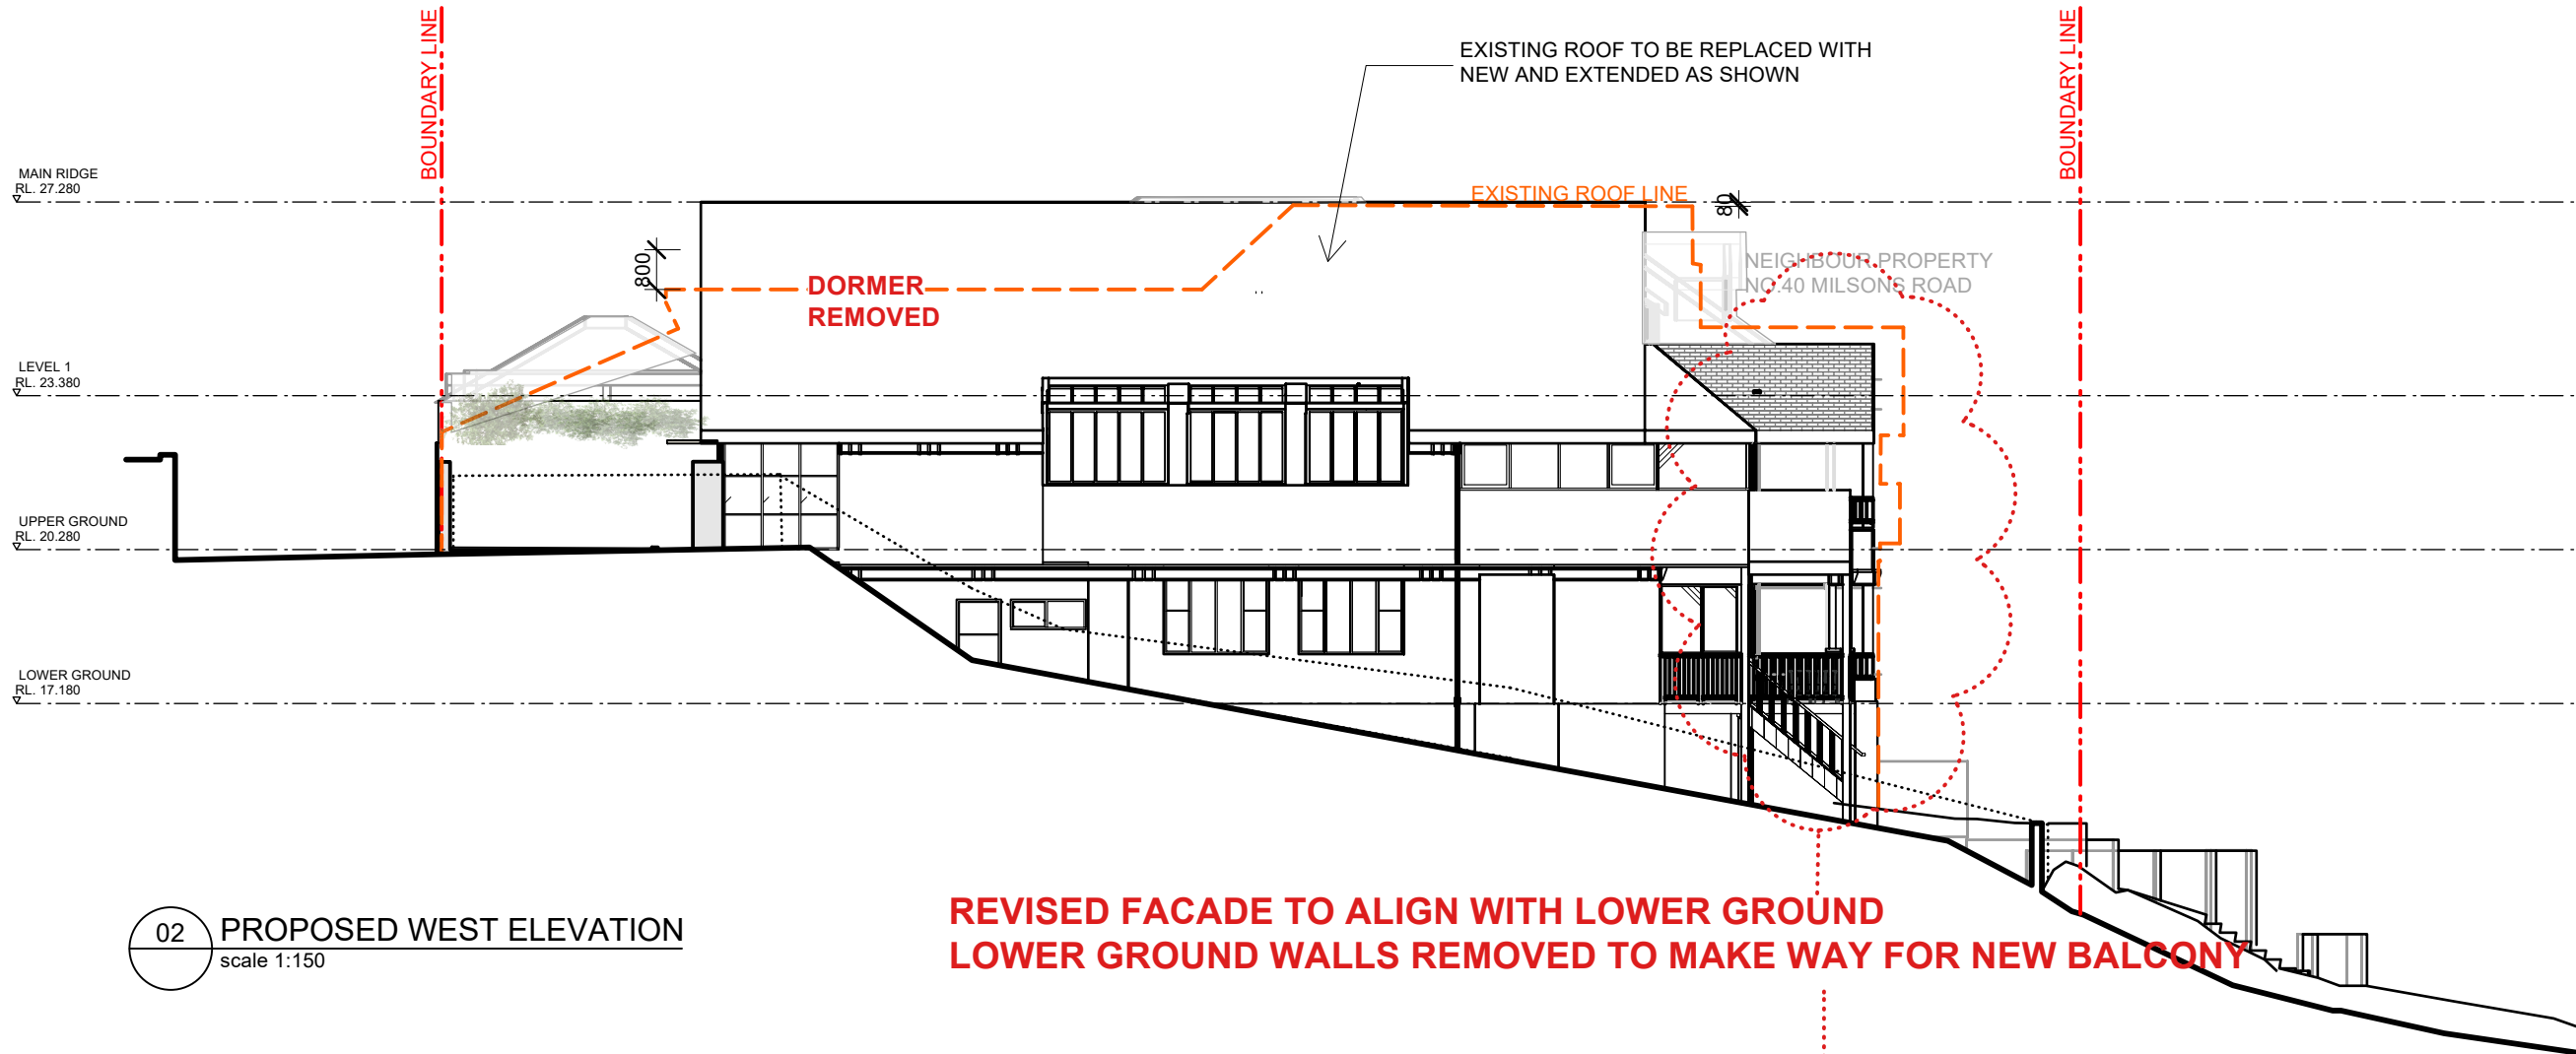 BOUNDARY LINE
BOUNDARY LINE
EXISTING ROOF TO BE REPLACED WITH
NEW AND EXTENDED AS SHOWN
MAIN RIDGE
RL. 27.280
EXISTING ROOF LINE
80
800
DORMER
REMOVED
NEIGHBOUR PROPERTY
NO.40 MILSONS ROAD
LEVEL 1
RL. 23.380
UPPER GROUND
RL. 20.280
LOWER GROUND
RL. 17.180
REVISED FACADE TO ALIGN WITH LOWER GROUND
LOWER GROUND WALLS REMOVED TO MAKE WAY FOR NEW BALCONY
02
PROPOSED WEST ELEVATION
scale 1:150